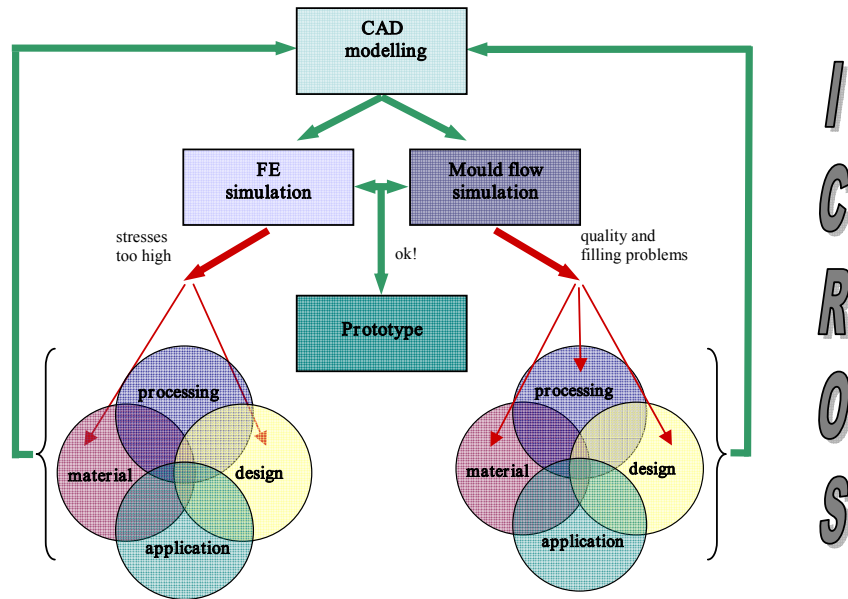 CAD
modelling
FE
simulation
Mould flow
simulation
stresses
too high
ok!
quality and
filling problems
Prototype
processing
material
design
application
processing
material
design
application
I
C
R
O
S